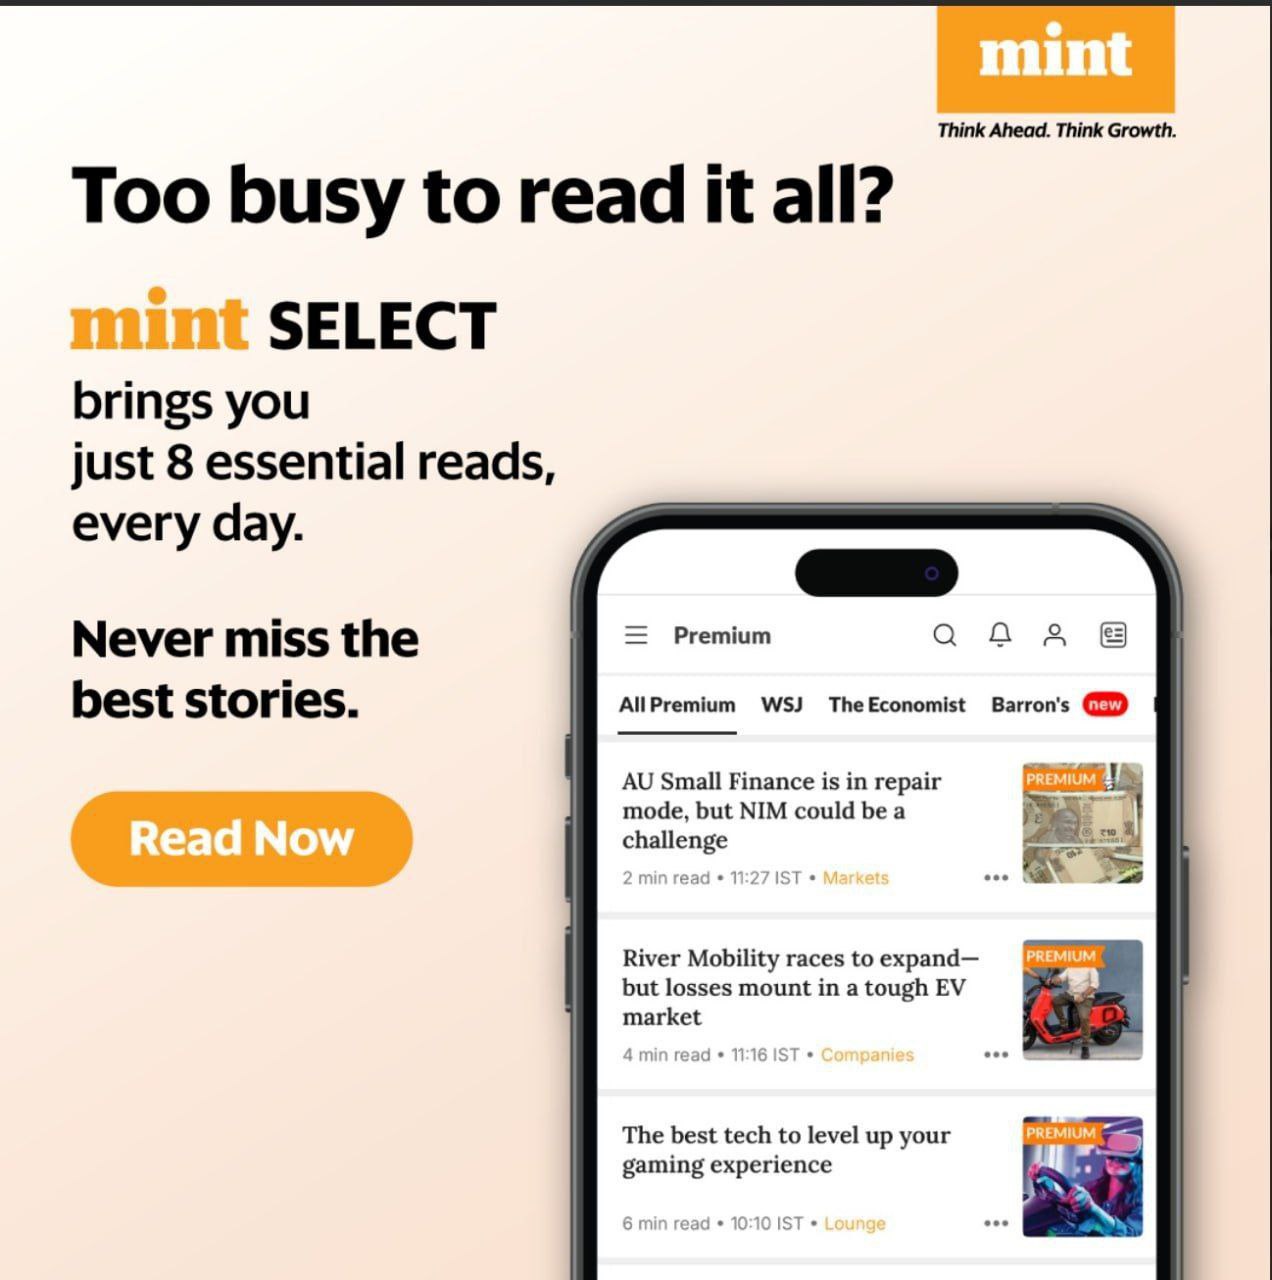 mint
Think Ahead. Think Growth.
Too busy to read it all?
mint SELECT
brings you
just 8 essential reads,
every day.
Never miss the
best stories.
Read Now
Premium
All Premium WSJ The Economist Barron's new
AU Small Finance is in repair
mode, but NIM could be a
challenge
2 min read • 11:27 IST • Markets
PREMIUM
₹10
River Mobility races to expand—
but losses mount in a tough EV
market
4 min read • 11:16 IST • Companies
PREMIUM
The best tech to level up your
gaming experience
6 min read • 10:10 IST • Lounge
PREMIUM